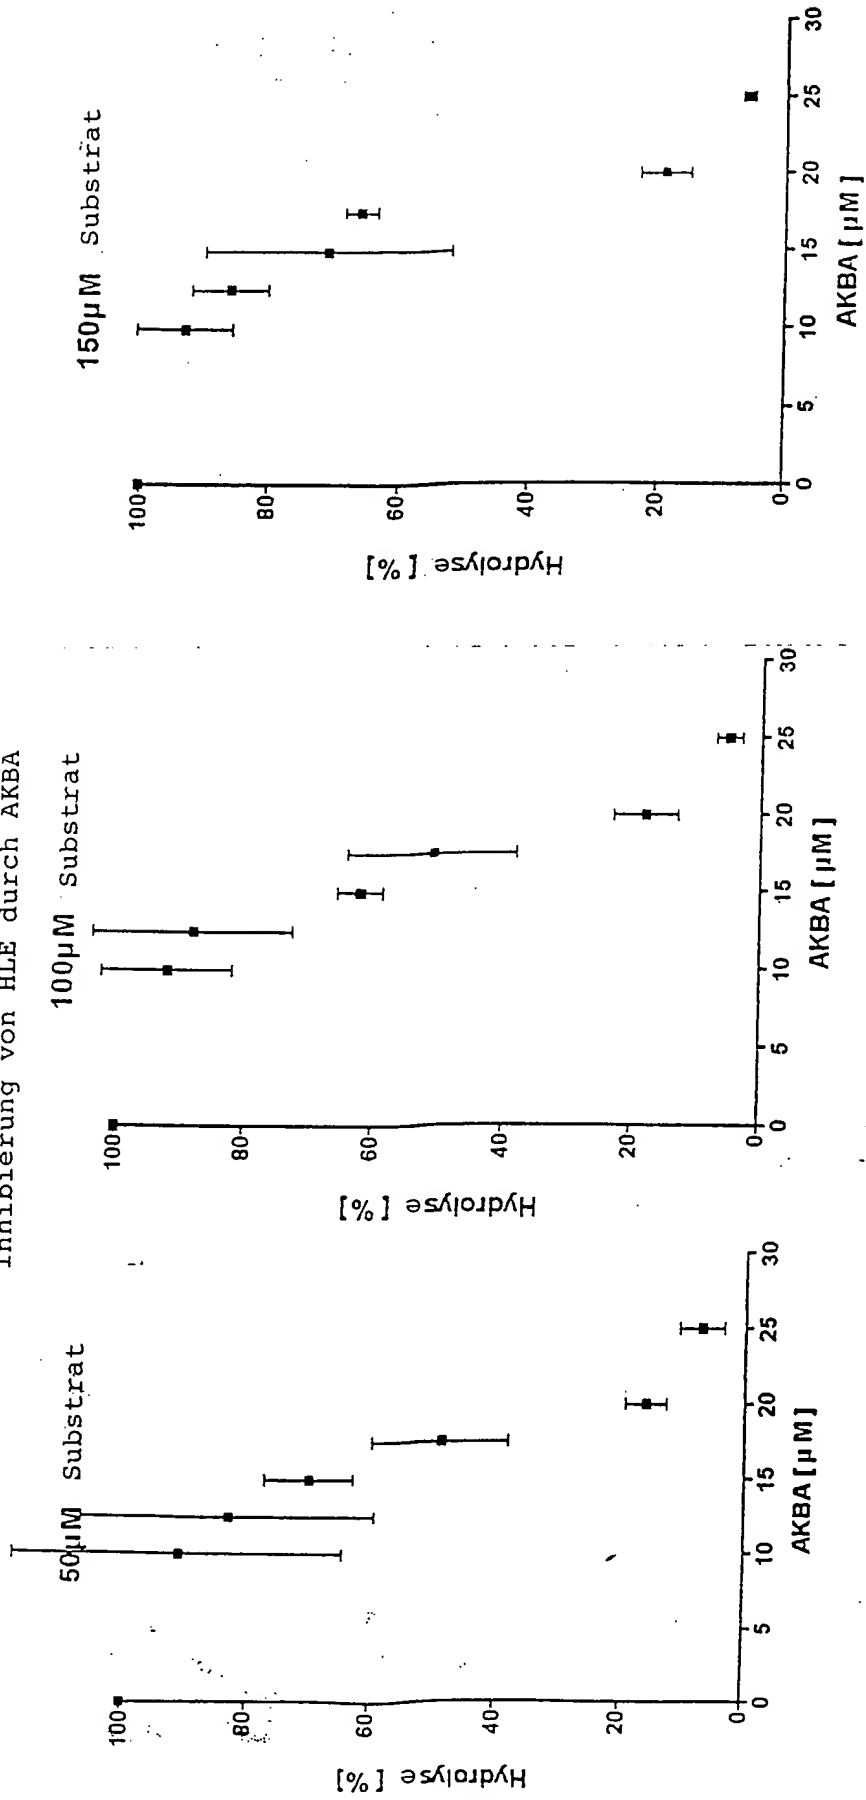 Inhibierung von HLE durch AKBA
50µM Substrat
Hydrolyse [%]
100
80
60
40
20
0
0 5 10 15 20 25 30
AKBA [µM]
100µM Substrat
Hydrolyse [%]
100
80
60
40
20
0
0 5 10 15 20 25 30
AKBA [µM]
150µM Substrat
Hydrolyse [%]
100
80
60
40
20
0
0 5 10 15 20 25 30
AKBA [µM]